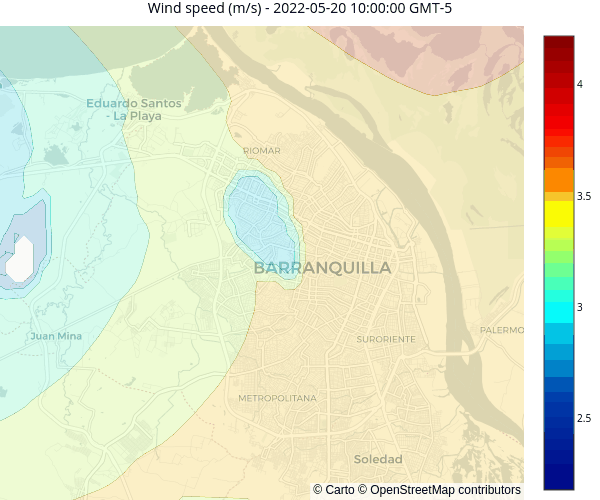 Wind speed (m/s) - 2022-05-20 10:00:00 GMT-5
Eduardo Santos
- La Playa
RIOMAR
BARRANQUILLA
Juan Mina
SURORIENTE
PALERMO
METROPOLITANA
Soledad
© Carto © OpenStreetMap contributors
4
3.5
3
2.5